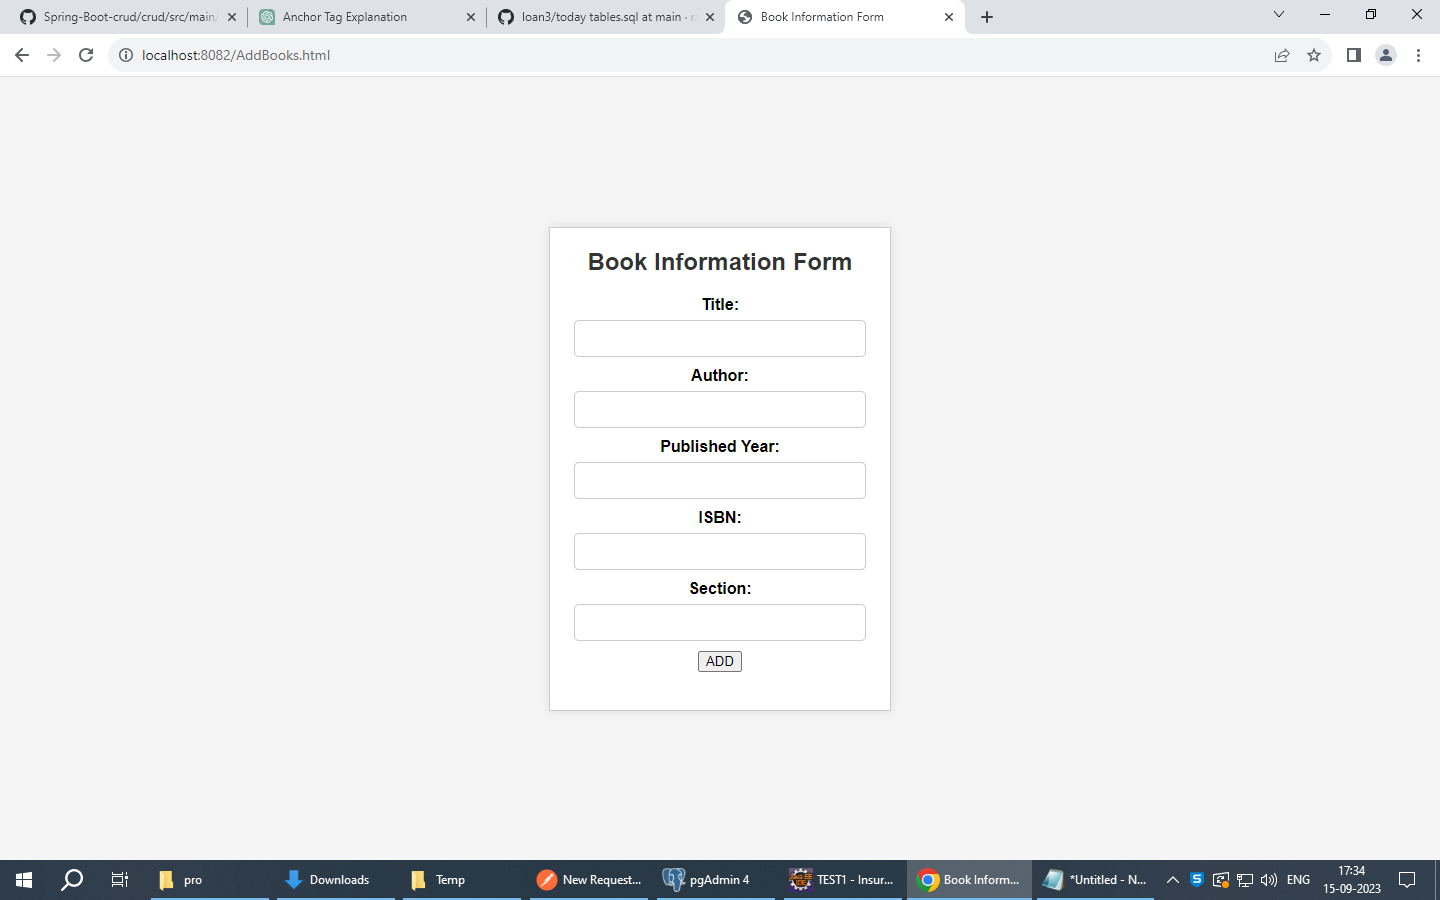 Spring-Boot-crud/crud/src/main/
Anchor Tag Explanation
loan3/today tables.sql at main · r
Book Information Form
localhost:8082/AddBooks.html
Book Information Form
Title:
Author:
Published Year:
ISBN:
Section:
ADD
pro
Downloads
Temp
New Request...
pgAdmin 4
TEST1 - Insur...
Book Inform...
*Untitled - N...
ENG
17:34
15-09-2023